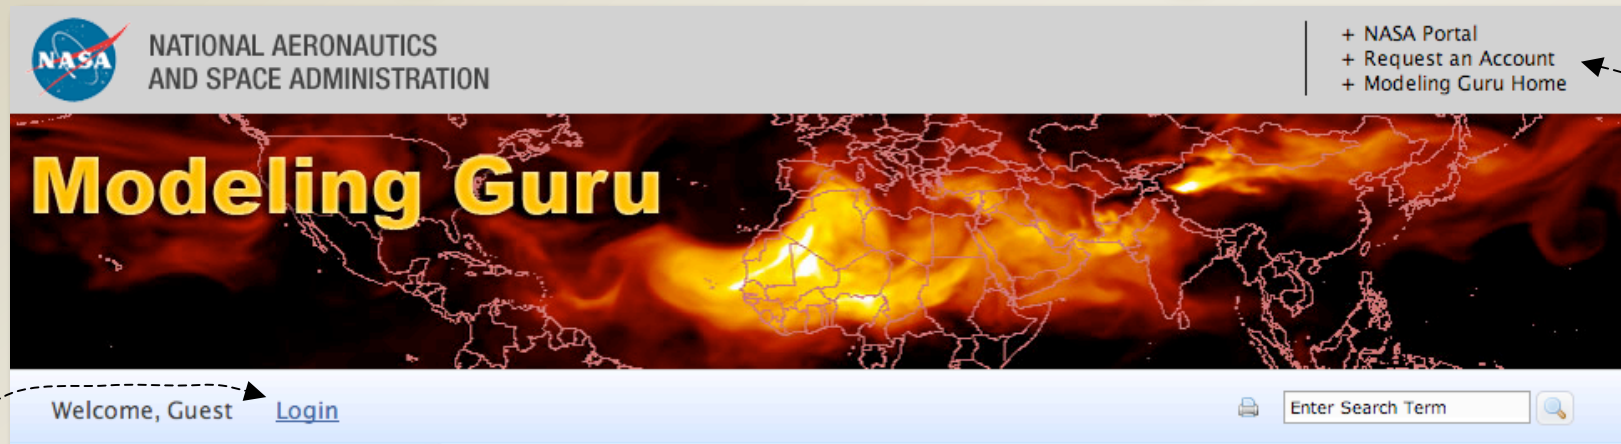 NASA
NATIONAL AERONAUTICS
AND SPACE ADMINISTRATION
+ NASA Portal
+ Request an Account
+ Modeling Guru Home
Modeling Guru
Welcome, Guest Login
Enter Search Term